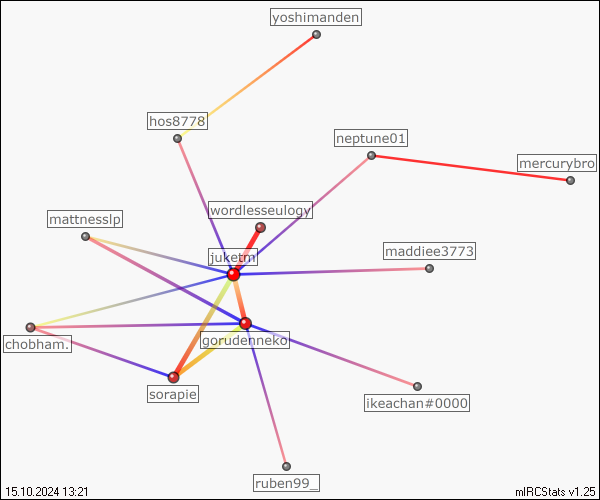 yoshimanden
hos8778
neptune01
mercurybro
wordlesseulogy
mattnesslp
maddiee3773
juketm
gorudenneko
chobham.
sorapie
ikeachan#0000
ruben99_
15.10.2024 13:21
mIRCStats v1.25